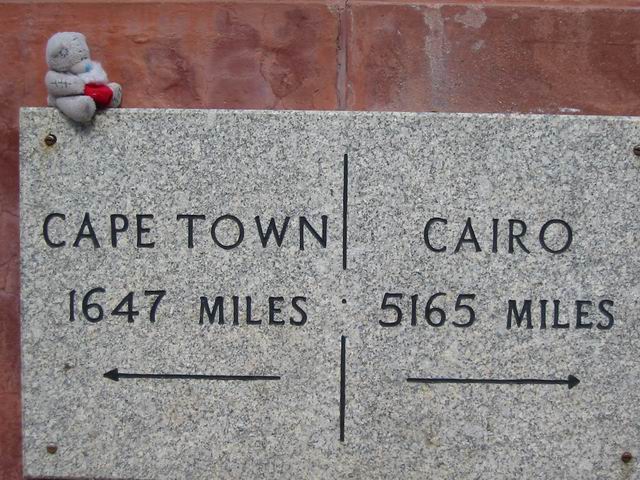 CAPE TOWN
1647 MILES
CAIRO
5165 MILES